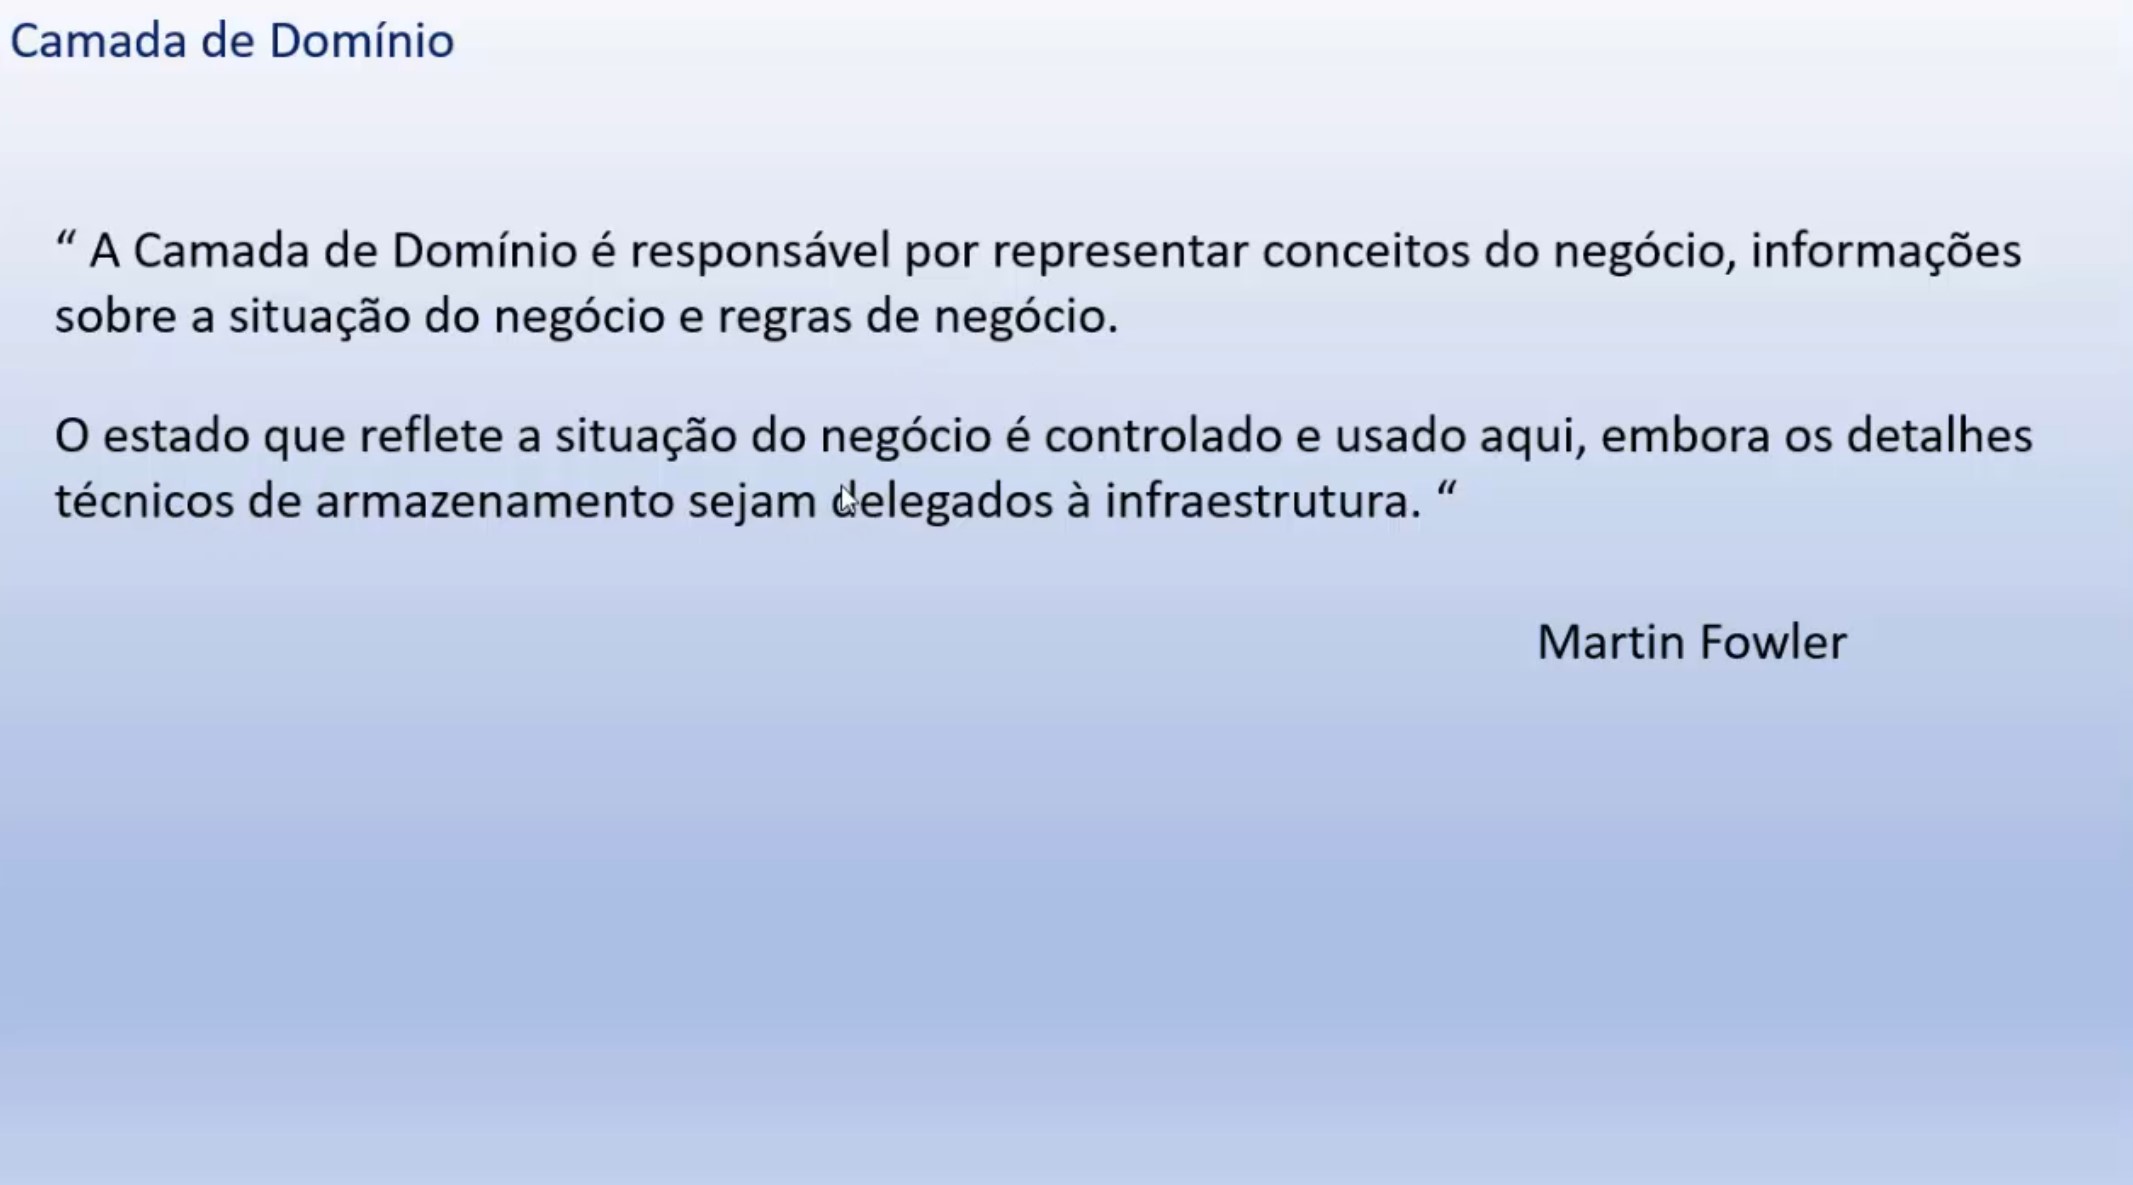 Camada de Domínio
“ A Camada de Domínio é responsável por representar conceitos do negócio, informações
sobre a situação do negócio e regras de negócio.
O estado que reflete a situação do negócio é controlado e usado aqui, embora os detalhes
técnicos de armazenamento sejam delegados à infraestrutura. “
Martin Fowler